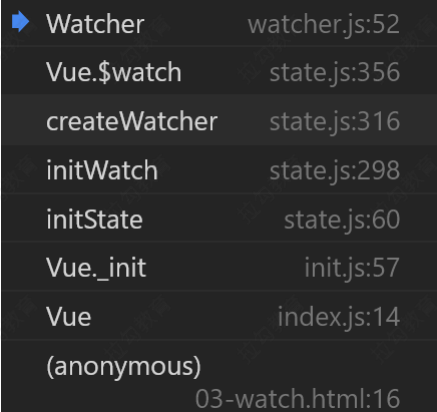 Watcher watcher.js:52
Vue.$watch state.js:356
createWatcher state.js:316
initWatch state.js:298
initState state.js:60
Vue._init init.js:57
Vue index.js:14
(anonymous)
03-watch.html:16